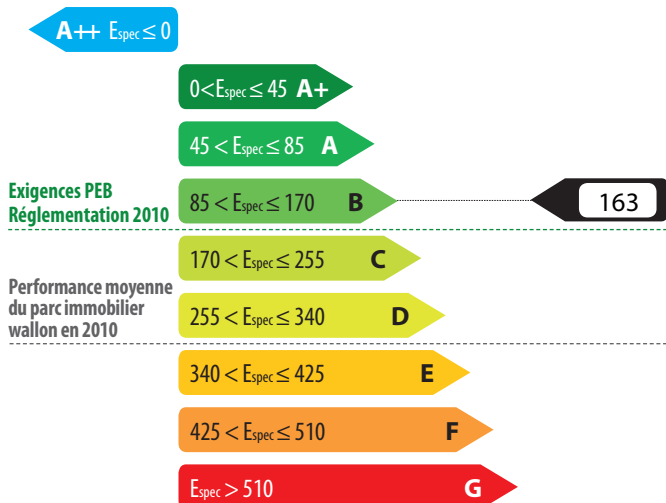 A++ Espec ≤ 0
0<Espec ≤ 45 A+
45 < Espec ≤ 85 A
Exigences PEB
Réglementation 2010
85 < Espec ≤ 170 B
163
170 < Espec ≤ 255 C
Performance moyenne
du parc immobilier
wallon en 2010
255 < Espec ≤ 340 D
340 < Espec ≤ 425 E
425 < Espec ≤ 510 F
Espec > 510 G